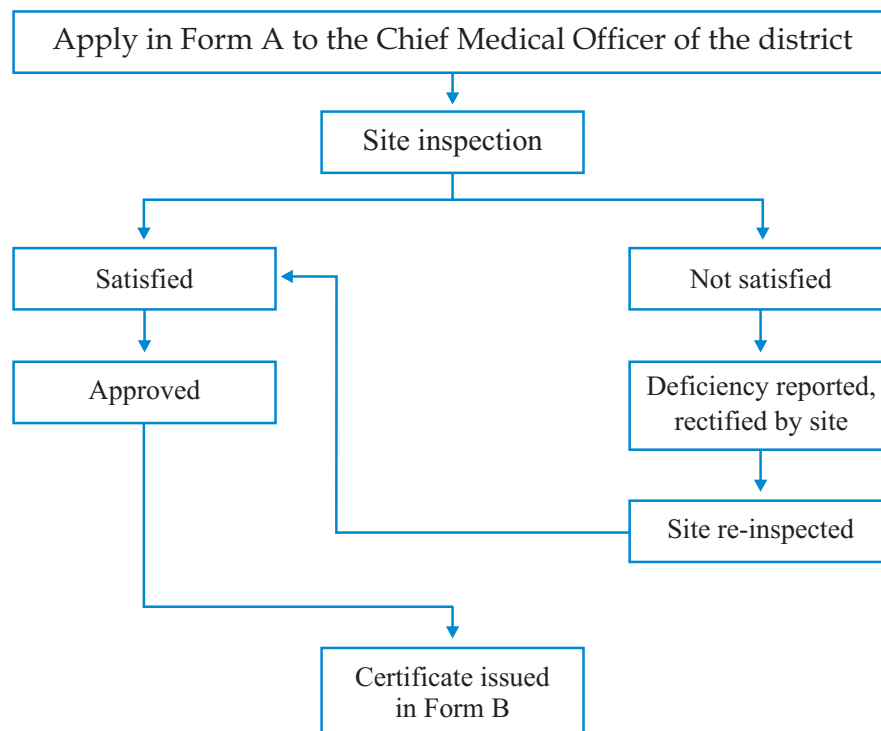 Apply in Form A to the Chief Medical Officer of the district
Site inspection
Satisfied
Not satisfied
Approved
Deficiency reported,
rectified by site
Site re-inspected
Certificate issued
in Form B